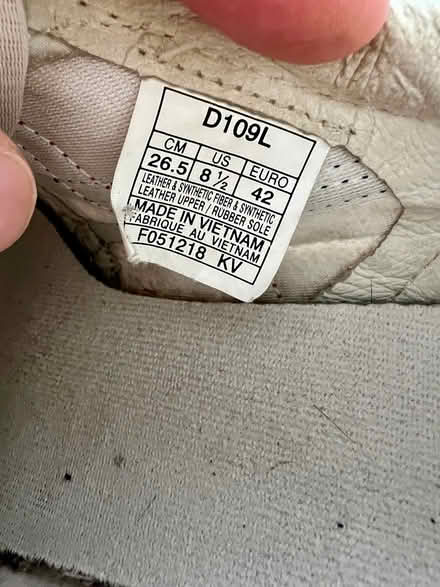 D109L
CM US EURO
26.5 8 ½ 42
LEATHER & SYNTHETIC FIBER & SYNTHETIC
LEATHER UPPER / RUBBER SOLE
MADE IN VIETNAM
FABRIQUE AU VIETNAM
F051218 KV